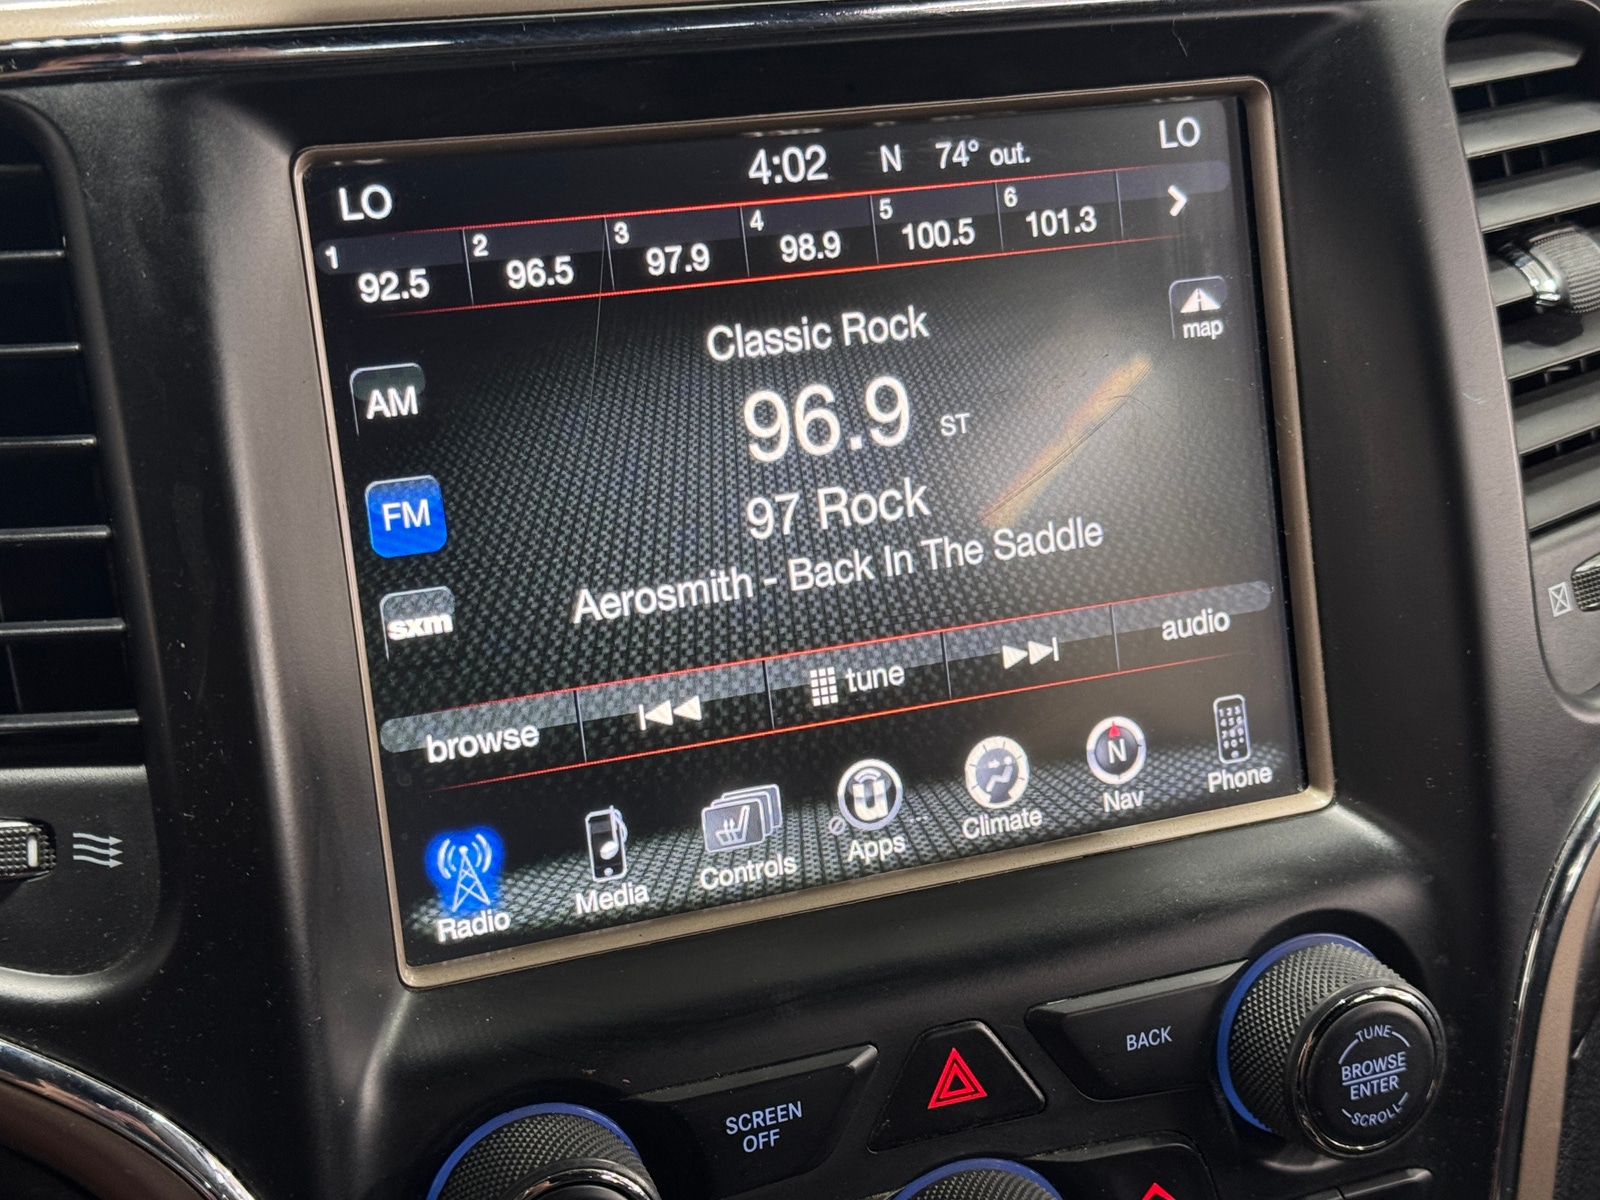 LO 4:02 N 74° out. LO
1 92.5 2 96.5 3 97.9 4 98.9 5 100.5 6 101.3
map
Classic Rock
AM
96.9 ST
FM
97 Rock
Aerosmith - Back In The Saddle
sxm
browse tune audio
Radio Media Controls Apps Climate Nav Phone
N
SCREEN
OFF
BACK
TUNE
BROWSE
ENTER
SCROLL